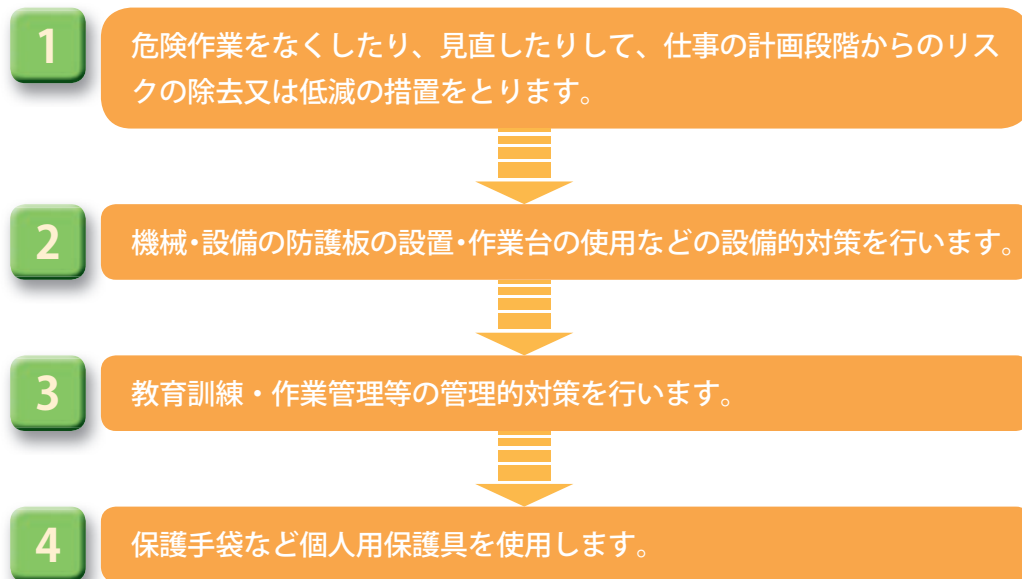 1
危険作業をなくしたり、見直したりして、仕事の計画段階からのリス
クの除去又は低減の措置をとります。
2
機械・設備の防護板の設置・作業台の使用などの設備的対策を行います。
3
教育訓練・作業管理等の管理的対策を行います。
4
保護手袋など個人用保護具を使用します。